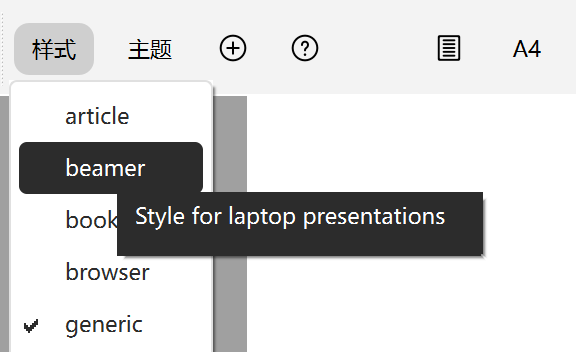 样式 主题 A4
article
beamer
Style for laptop presentations
book
browser
generic